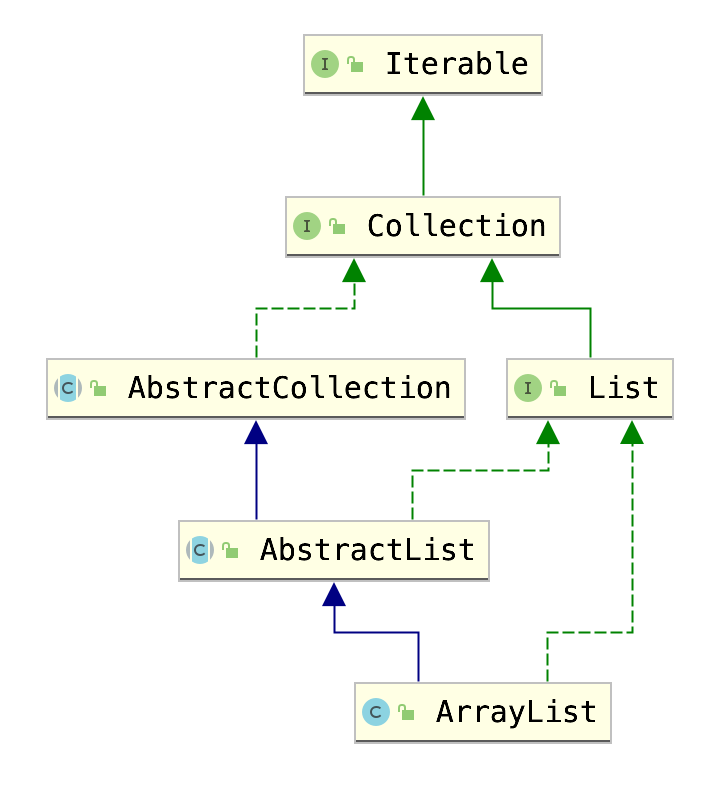 I Iterable
I Collection
C AbstractCollection
I List
C AbstractList
C ArrayList